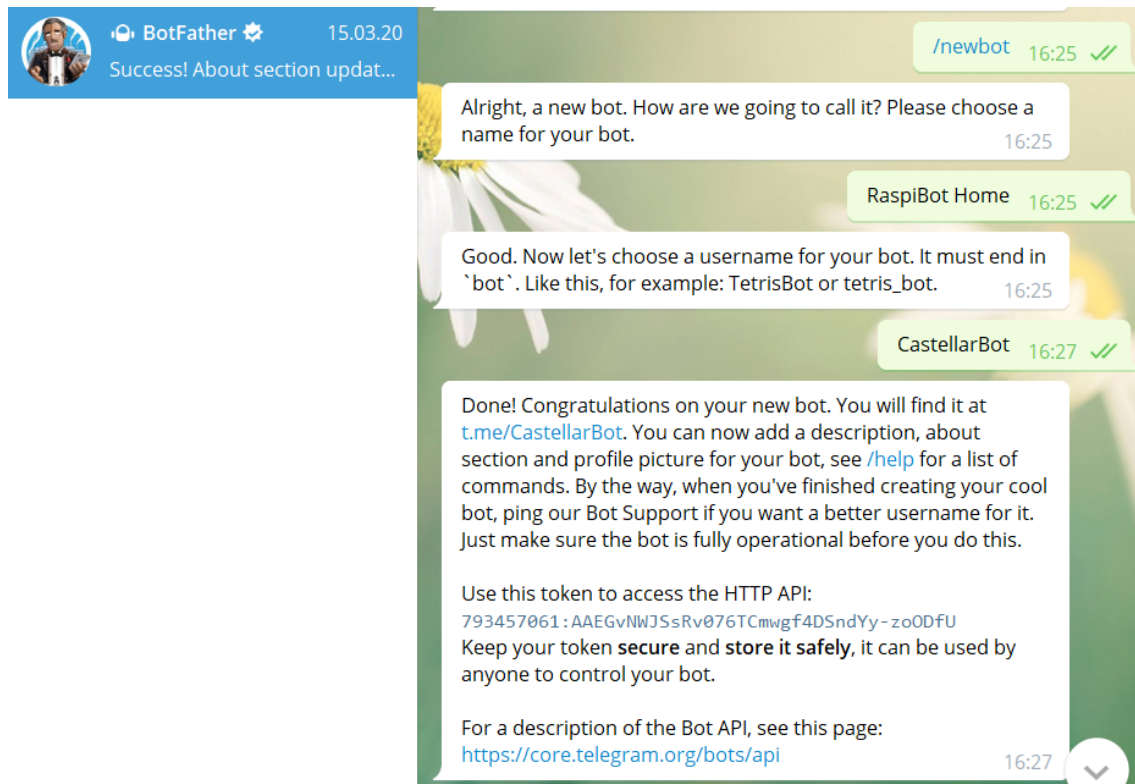 BotFather 15.03.20
Success! About section updat...
/newbot 16:25
Alright, a new bot. How are we going to call it? Please choose a
name for your bot.
16:25
RaspiBot Home 16:25
Good. Now let's choose a username for your bot. It must end in
`bot`. Like this, for example: TetrisBot or tetris_bot.
16:25
CastellarBot 16:27
Done! Congratulations on your new bot. You will find it at
t.me/CastellarBot. You can now add a description, about
section and profile picture for your bot, see /help for a list of
commands. By the way, when you've finished creating your cool
bot, ping our Bot Support if you want a better username for it.
Just make sure the bot is fully operational before you do this.
Use this token to access the HTTP API:
793457061:AAEGvNWJSsRv076TCmwgf4DSndYy-zoODfU
Keep your token secure and store it safely, it can be used by
anyone to control your bot.
For a description of the Bot API, see this page:
https://core.telegram.org/bots/api
16:27